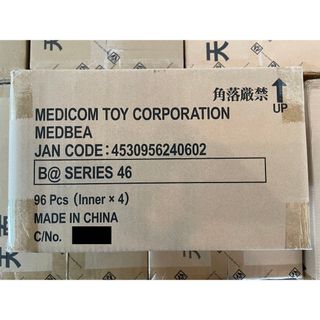 角落厳禁
UP
MEDICOM TOY CORPORATION
MEDBEA
JAN CODE:4530956240602
B@ SERIES 46
96 Pcs (Inner × 4)
MADE IN CHINA
C/No.